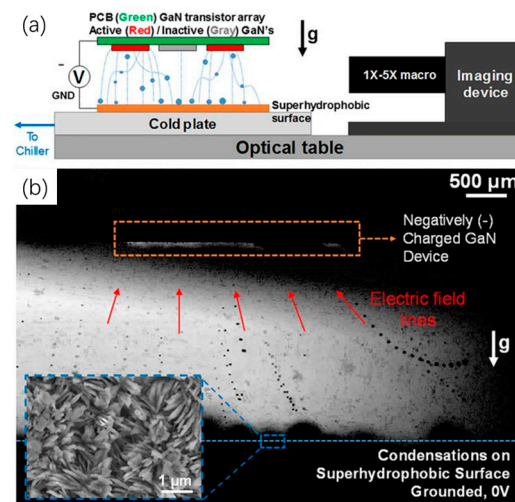 (a)
PCB (Green) GaN transistor array
Active (Red) / Inactive (Gray) GaN's
g
V
GND
Superhydrophobic
surface
Cold plate
To
Chiller
Optical table
1X-5X macro
Imaging
device
(b)
500 μm
Negatively (-)
Charged GaN
Device
Electric field
lines
g
1 μm
Condensations on
Superhydrophobic Surface
Grounded, 0V